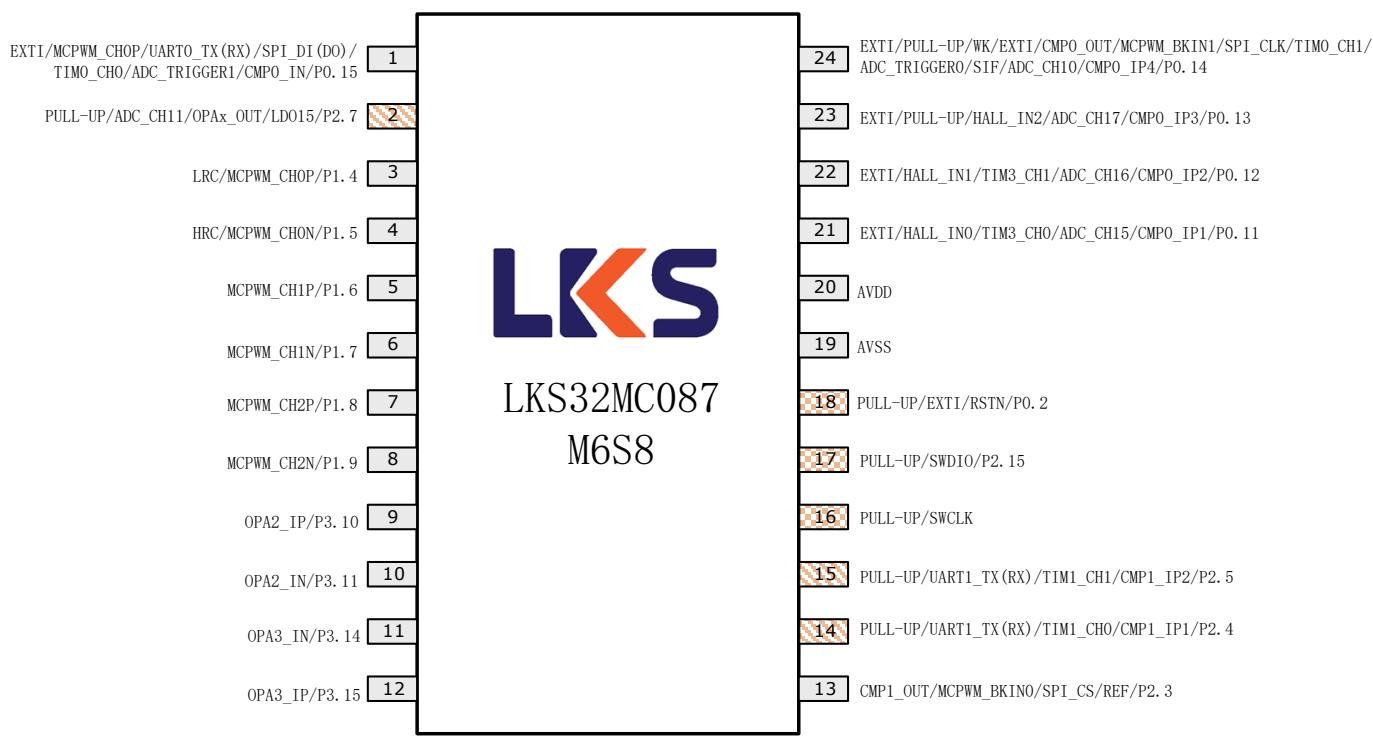 EXTI/MCPWM_CH0P/UART0_TX(RX)/SPI_DI(DO)/
TIM0_CH0/ADC_TRIGGER1/CMP0_IN/P0.15
1
PULL-UP/ADC_CH11/OPAx_OUT/LDO15/P2.7
2
LRC/MCPWM_CH0P/P1.4
3
HRC/MCPWM_CH0N/P1.5
4
MCPWM_CH1P/P1.6
5
MCPWM_CH1N/P1.7
6
MCPWM_CH2P/P1.8
7
MCPWM_CH2N/P1.9
8
OPA2_IP/P3.10
9
OPA2_IN/P3.11
10
OPA3_IN/P3.14
11
OPA3_IP/P3.15
12
LKS
LKS32MC087
M6S8
24
EXTI/PULL-UP/WK/EXTI/CMP0_OUT/MCPWM_BKIN1/SPI_CLK/TIM0_CH1/
ADC_TRIGGER0/SIF/ADC_CH10/CMP0_IP4/P0.14
23
EXTI/PULL-UP/HALL_IN2/ADC_CH17/CMP0_IP3/P0.13
22
EXTI/HALL_IN1/TIM3_CH1/ADC_CH16/CMP0_IP2/P0.12
21
EXTI/HALL_IN0/TIM3_CH0/ADC_CH15/CMP0_IP1/P0.11
20
AVDD
19
AVSS
18
PULL-UP/EXTI/RSTN/P0.2
17
PULL-UP/SWDIO/P2.15
16
PULL-UP/SWCLK
15
PULL-UP/UART1_TX(RX)/TIM1_CH1/CMP1_IP2/P2.5
14
PULL-UP/UART1_TX(RX)/TIM1_CH0/CMP1_IP1/P2.4
13
CMP1_OUT/MCPWM_BKIN0/SPI_CS/REF/P2.3